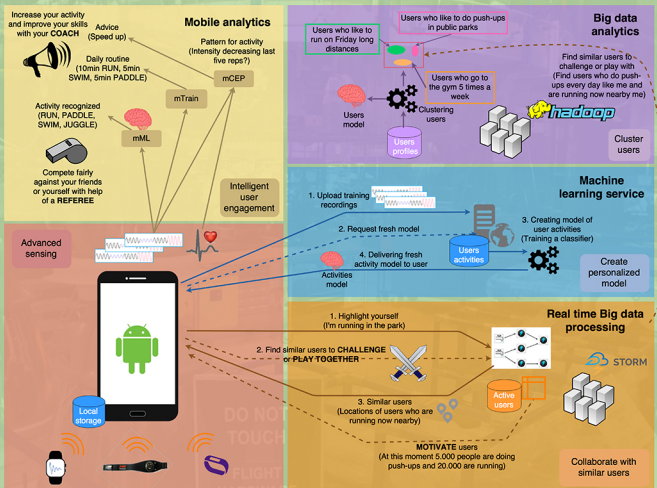 Increase your activity
and improve your skills
with your COACH
Advice
(Speed up)
Mobile analytics
Pattern for activity
(Intensity decreasing last
five reps?)
Daily routine
(10min RUN, 5min
SWIM, 5min PADDLE)
mCEP
mTrain
Activity recognized
(RUN, PADDLE,
SWIM, JUGGLE)
mML
Compete fairly
against your friends
or yourself with help
of a REFEREE
Intelligent
user
engagement
Users who like to do push-ups
in public parks
Big data
analytics
Users who like to
run on Friday long
distances
Find similar users to
challenge or play with
(Find users who do push-
ups every day like me and
are running now nearby me)
Users who go to
the gym 5 times a
week
Users
model
Clustering
users
Users
profiles
hadoop
Cluster
users
Machine
learning service
1. Upload training
recordings
2. Request fresh model
3. Creating model of
user activities
(Training a classifier)
Users
activities
4. Delivering fresh
activity model to user
Activities
model
Create
personalized
model
Advanced
sensing
Local
storage
DO NOT
TOUCH
FLIGHT
Real time Big data
processing
1. Highlight yourself
(I'm running in the park)
2. Find similar users to CHALLENGE
or PLAY TOGETHER
STORM
3. Similar users
(Locations of users who are
running now nearby)
Active
users
MOTIVATE users
(At this moment 5.000 people are doing
push-ups and 20.000 are running)
Collaborate with
similar users